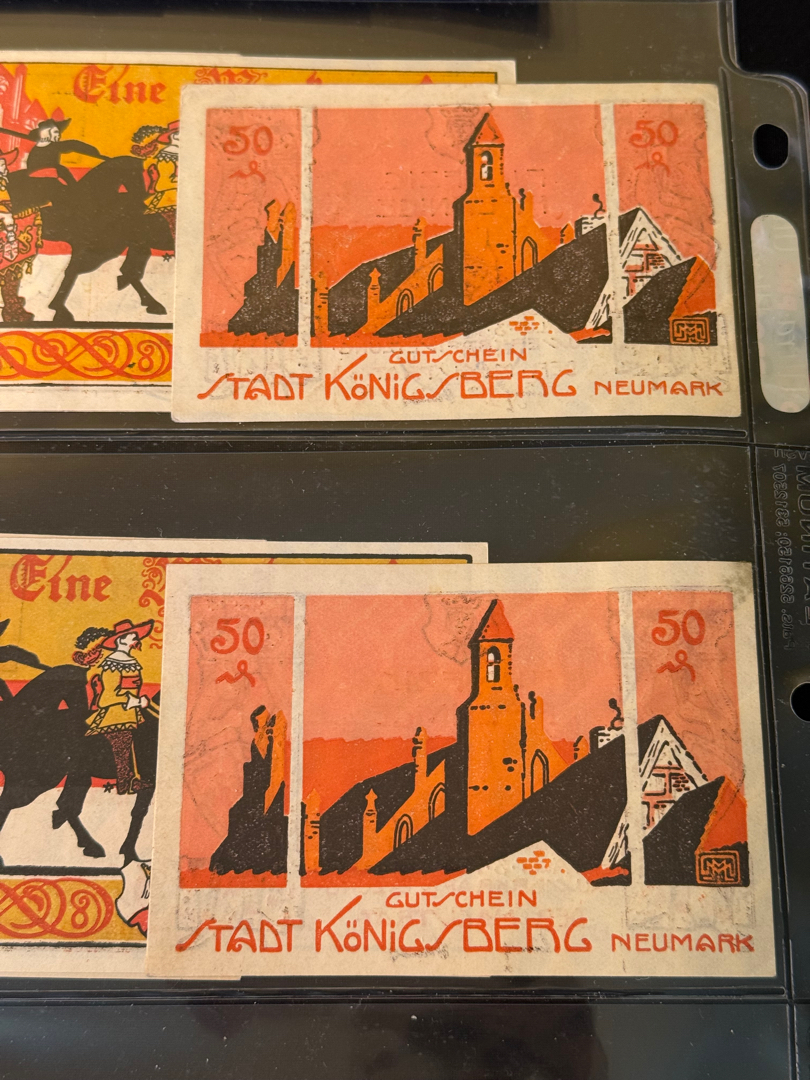 Eine
50 50
GUTSCHEIN
STADT KÖNIGSBERG NEUMARK
Eine
50 50
GUTSCHEIN
STADT KÖNIGSBERG NEUMARK